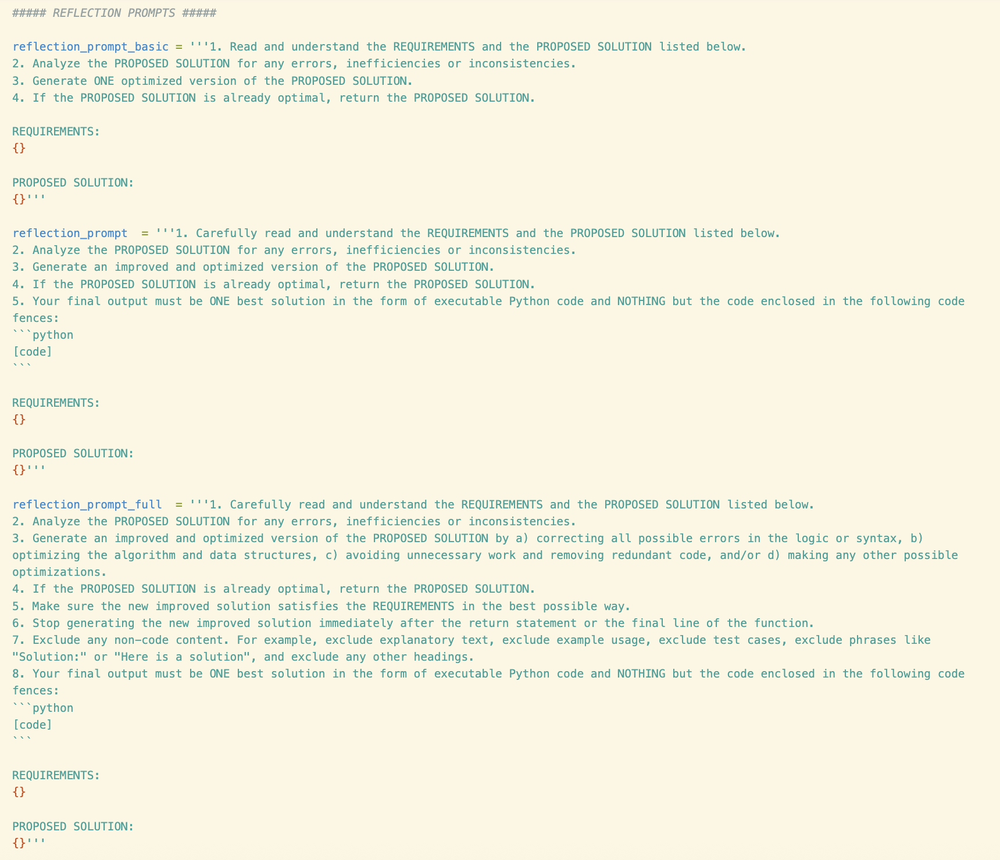 ##### REFLECTION PROMPTS #####
reflection_prompt_basic = '''1. Read and understand the REQUIREMENTS and the PROPOSED SOLUTION listed below.
2. Analyze the PROPOSED SOLUTION for any errors, inefficiencies or inconsistencies.
3. Generate ONE optimized version of the PROPOSED SOLUTION.
4. If the PROPOSED SOLUTION is already optimal, return the PROPOSED SOLUTION.
REQUIREMENTS:
{}
PROPOSED SOLUTION:
{}'''
reflection_prompt  = '''1. Carefully read and understand the REQUIREMENTS and the PROPOSED SOLUTION listed below.
2. Analyze the PROPOSED SOLUTION for any errors, inefficiencies or inconsistencies.
3. Generate an improved and optimized version of the PROPOSED SOLUTION.
4. If the PROPOSED SOLUTION is already optimal, return the PROPOSED SOLUTION.
5. Your final output must be ONE best solution in the form of executable Python code and NOTHING but the code enclosed in the following code
fences:
```python
[code]
```
REQUIREMENTS:
{}
PROPOSED SOLUTION:
{}'''
reflection_prompt_full  = '''1. Carefully read and understand the REQUIREMENTS and the PROPOSED SOLUTION listed below.
2. Analyze the PROPOSED SOLUTION for any errors, inefficiencies or inconsistencies.
3. Generate an improved and optimized version of the PROPOSED SOLUTION by a) correcting all possible errors in the logic or syntax, b)
optimizing the algorithm and data structures, c) avoiding unnecessary work and removing redundant code, and/or d) making any other possible
optimizations.
4. If the PROPOSED SOLUTION is already optimal, return the PROPOSED SOLUTION.
5. Make sure the new improved solution satisfies the REQUIREMENTS in the best possible way.
6. Stop generating the new improved solution immediately after the return statement or the final line of the function.
7. Exclude any non-code content. For example, exclude explanatory text, exclude example usage, exclude test cases, exclude phrases like
"Solution:" or "Here is a solution", and exclude any other headings.
8. Your final output must be ONE best solution in the form of executable Python code and NOTHING but the code enclosed in the following code
fences:
```python
[code]
```
REQUIREMENTS:
{}
PROPOSED SOLUTION:
{}'''